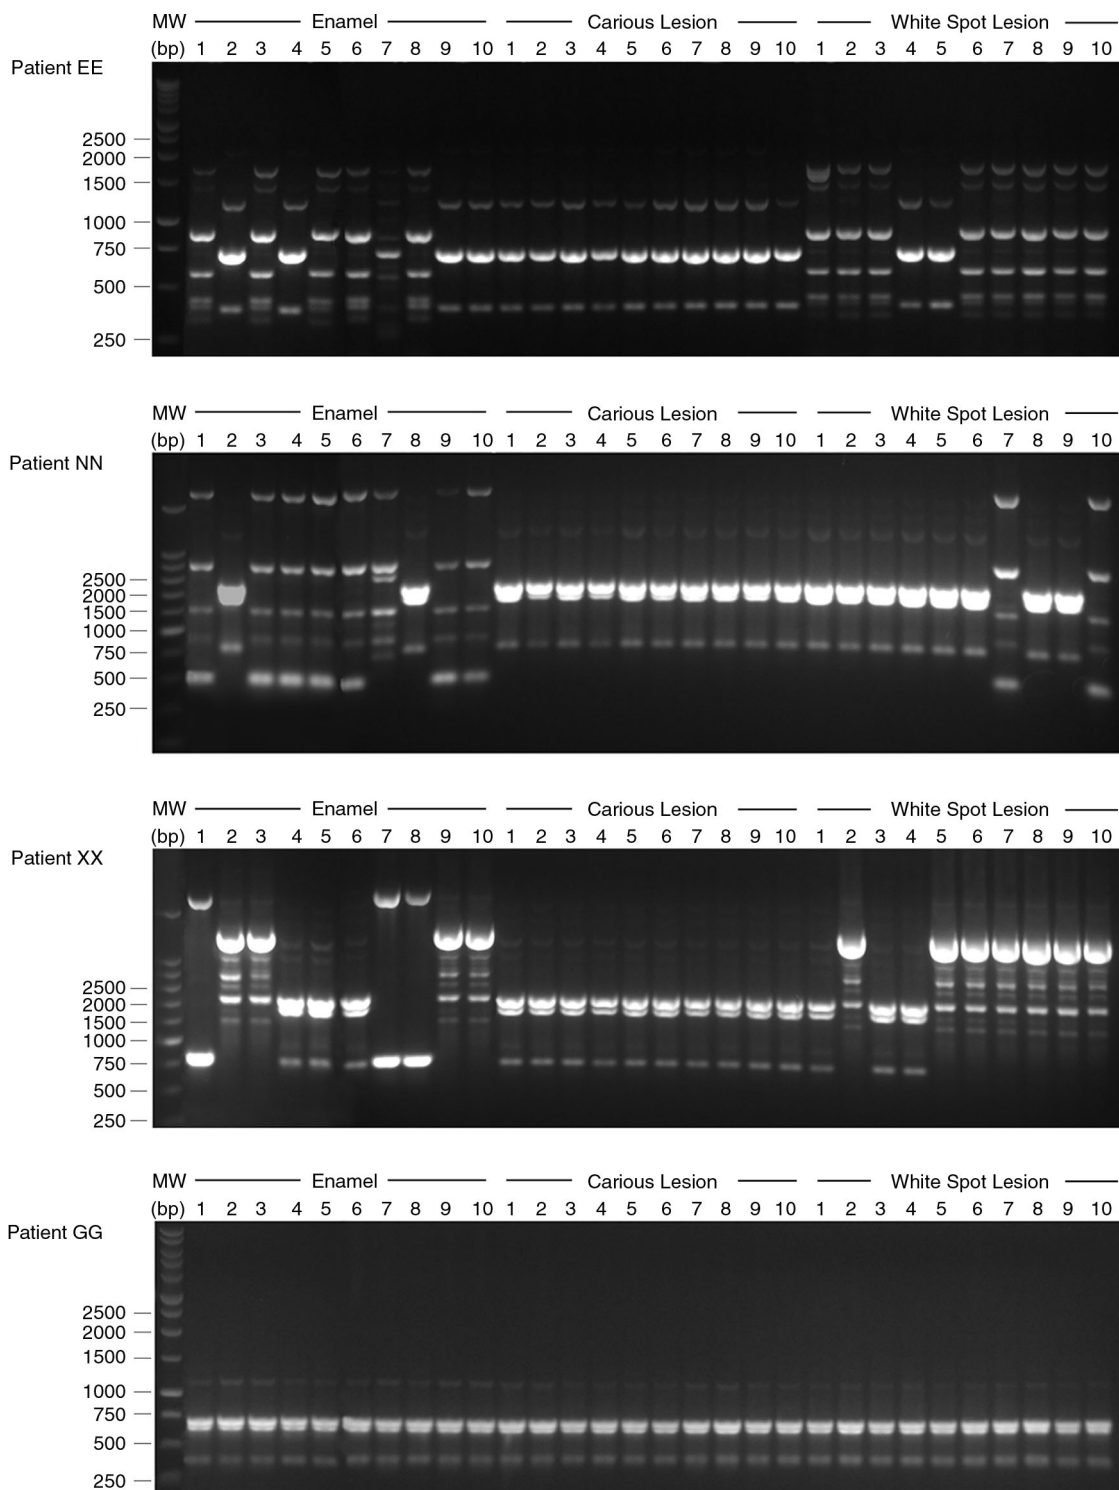 MW Enamel Carious Lesion White Spot Lesion
(bp) 1 2 3 4 5 6 7 8 9 10 1 2 3 4 5 6 7 8 9 10 1 2 3 4 5 6 7 8 9 10
Patient EE
2500
2000
1500
1000
750
500
250
MW Enamel Carious Lesion White Spot Lesion
(bp) 1 2 3 4 5 6 7 8 9 10 1 2 3 4 5 6 7 8 9 10 1 2 3 4 5 6 7 8 9 10
Patient NN
2500
2000
1500
1000
750
500
250
MW Enamel Carious Lesion White Spot Lesion
(bp) 1 2 3 4 5 6 7 8 9 10 1 2 3 4 5 6 7 8 9 10 1 2 3 4 5 6 7 8 9 10
Patient XX
2500
2000
1500
1000
750
500
250
MW Enamel Carious Lesion White Spot Lesion
(bp) 1 2 3 4 5 6 7 8 9 10 1 2 3 4 5 6 7 8 9 10 1 2 3 4 5 6 7 8 9 10
Patient GG
2500
2000
1500
1000
750
500
250